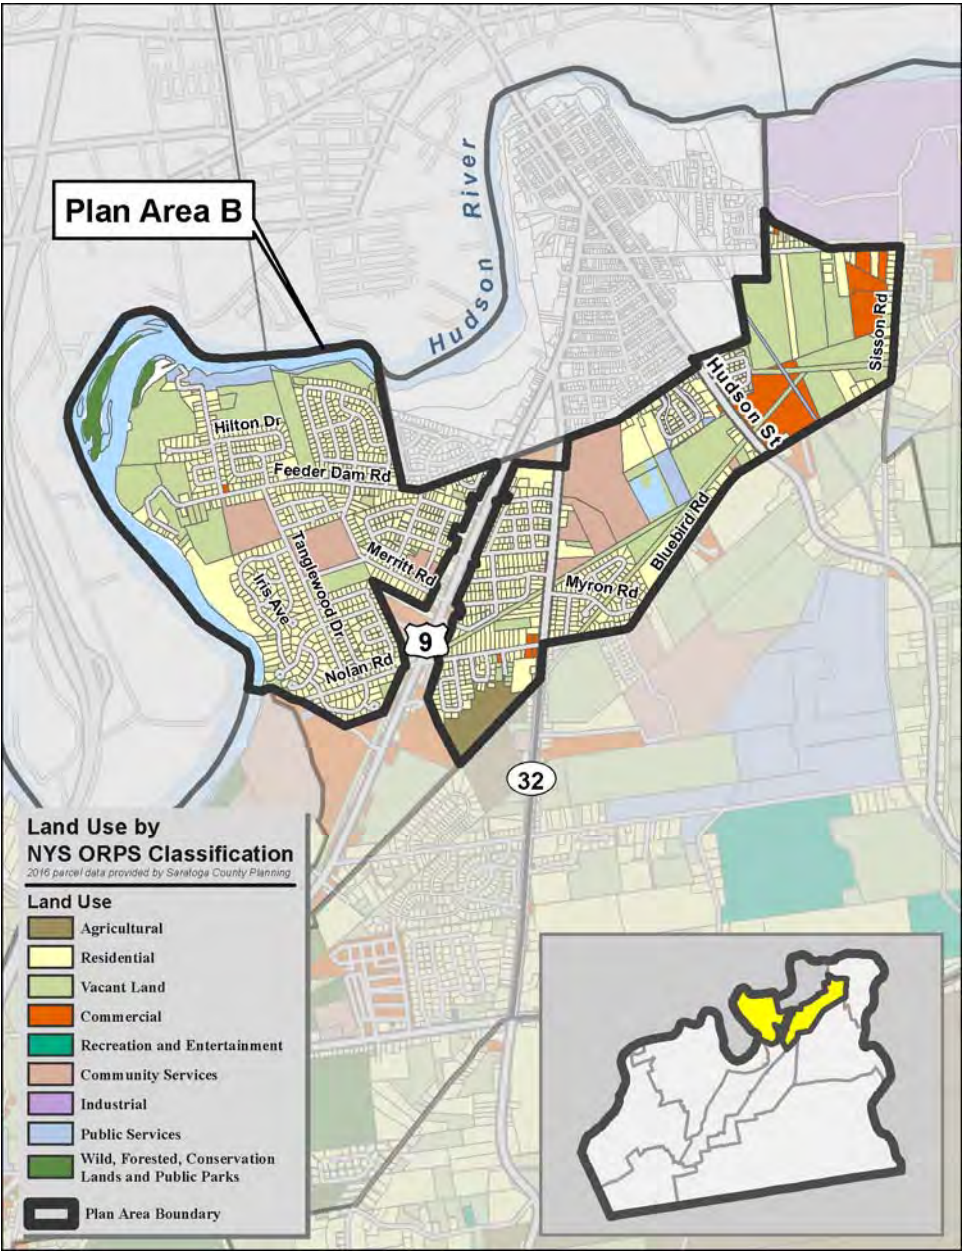 Plan Area B
Hudson River
Sisson Rd
Hudson St
Hilton Dr
Feeder Dam Rd
Bluebird Rd
Merritt Rd
Tanglewood Dr
Iris Ave
Myron Rd
9
Nolan Rd
32
Land Use by
NYS ORPS Classification
2016 parcel data provided by Saratoga County Planning
Land Use
Agricultural
Residential
Vacant Land
Commercial
Recreation and Entertainment
Community Services
Industrial
Public Services
Wild, Forested, Conservation
Lands and Public Parks
Plan Area Boundary